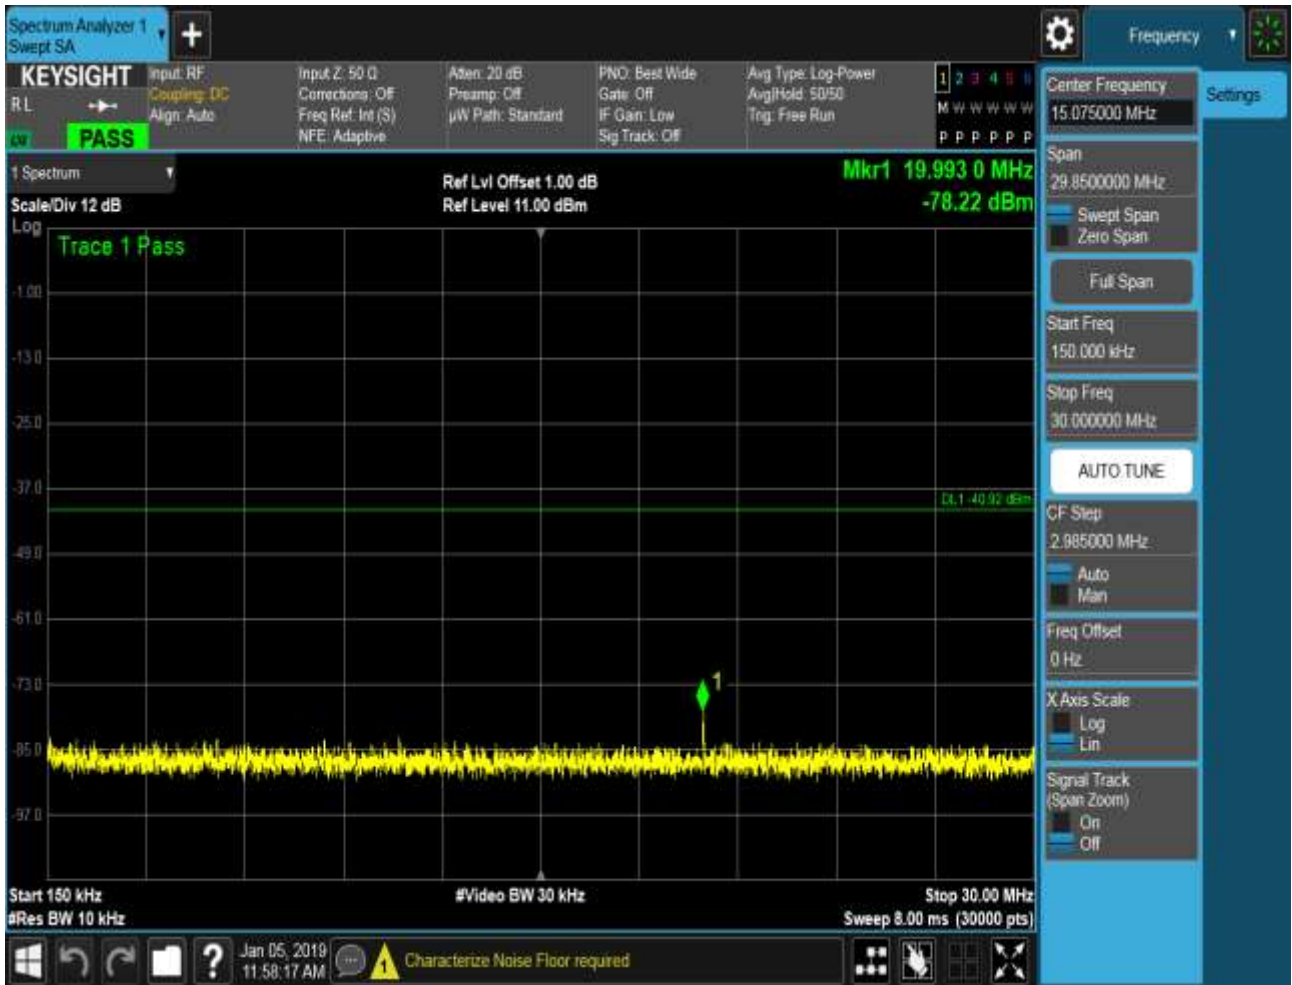 Spectrum Analyzer 1
Swept SA
Frequency
KEYSIGHT
R L
PASS
Input: RF
Coupling: DC
Align: Auto
Input Z: 50 Ω
Corrections: Off
Freq Ref: Int (S)
NFE: Adaptive
Atten: 20 dB
Preamp: Off
µW Path: Standard
PNO: Best Wide
Gate: Off
IF Gain: Low
Sig Track: Off
Avg Type: Log-Power
Avg|Hold: 50/50
Trig: Free Run
1 2 3 4 5 6
M W W W W W
P P P P P P
1 Spectrum
Scale/Div 12 dB
Log
Ref Lvl Offset 1.00 dB
Ref Level 11.00 dBm
Mkr1 19.993 0 MHz
-78.22 dBm
Trace 1 Pass
-1.00
-13.0
-25.0
-37.0
DL1 -40.92 dBm
-49.0
-61.0
-73.0
1
-85.0
-97.0
Start 150 kHz
#Res BW 10 kHz
#Video BW 30 kHz
Stop 30.00 MHz
Sweep 8.00 ms (30000 pts)
Center Frequency
15.075000 MHz
Settings
Span
29.8500000 MHz
Swept Span
Zero Span
Full Span
Start Freq
150.000 kHz
Stop Freq
30.000000 MHz
AUTO TUNE
CF Step
2.985000 MHz
Auto
Man
Freq Offset
0 Hz
X Axis Scale
Log
Lin
Signal Track
(Span Zoom)
On
Off
?
Jan 05, 2019
11:58:17 AM
1
Characterize Noise Floor required